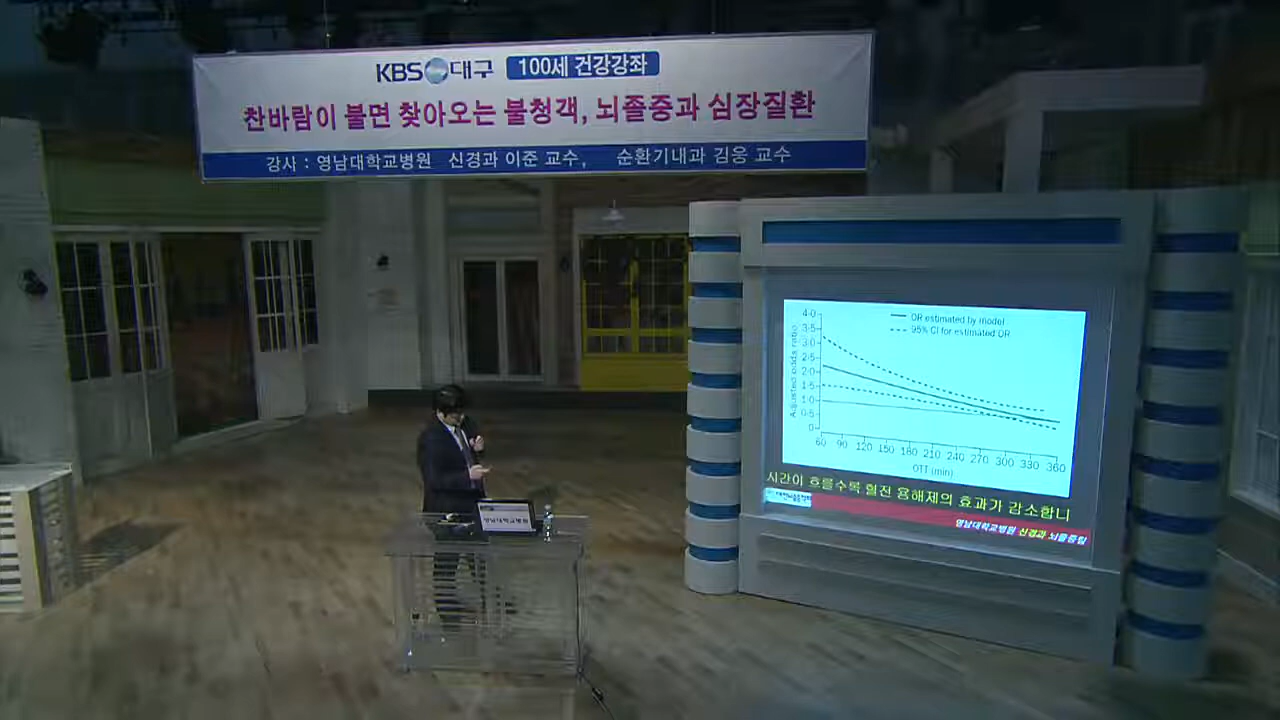 KBS 대구 100세 건강강좌
찬바람이 불면 찾아오는 불청객, 뇌졸중과 심장질환
강사 : 영남대학교병원 신경과 이준 교수, 순환기내과 김웅 교수
OR estimated by model
95% CI for estimated OR
Adjusted odds ratio
4·0
3·5
3·0
2·5
2·0
1·5
1·0
0·5
0
60 90 120 150 180 210 240 270 300 330 360
OTT (min)
시간이 흐를수록 혈전 용해제의 효과가 감소합니
대한뇌졸중학회
영남대학교병원 신경과 뇌졸중팀
영남대학교병원